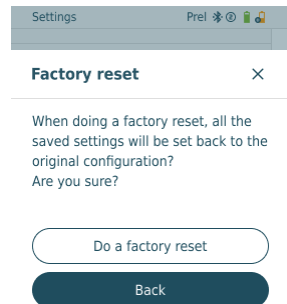 Settings Prel
Factory reset
When doing a factory reset, all the
saved settings will be set back to the
original configuration?
Are you sure?
Do a factory reset
Back